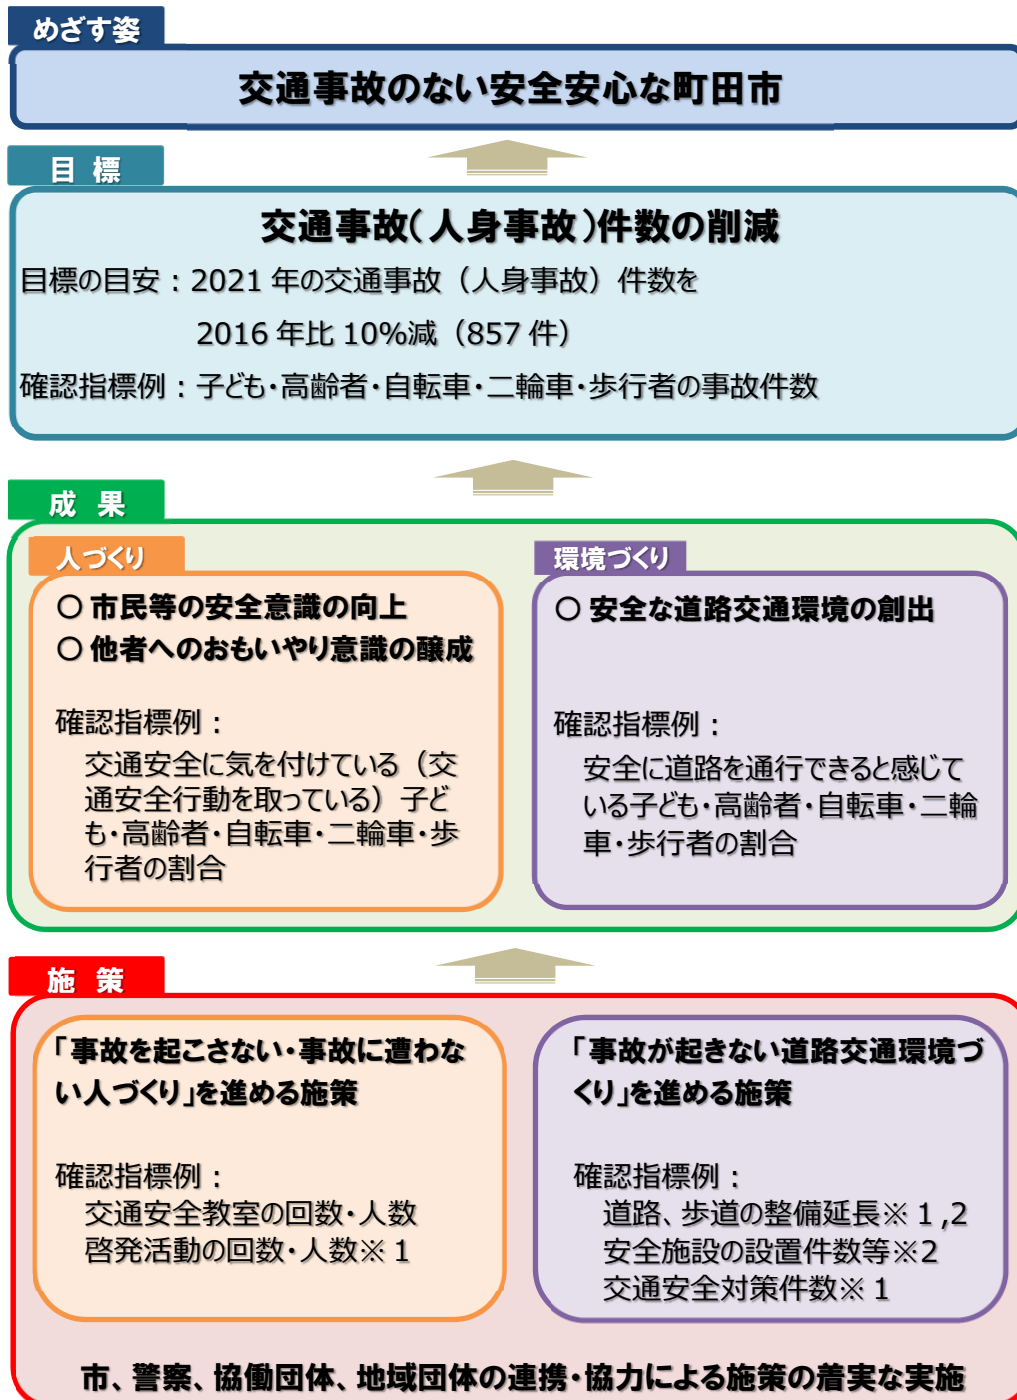 めざす姿
交通事故のない安全安心な町田市
目 標
交通事故(人身事故)件数の削減
目標の目安：2021 年の交通事故（人身事故）件数を
2016 年比 10%減（857 件）
確認指標例：子ども・高齢者・自転車・二輪車・歩行者の事故件数
成 果
人づくり
○ 市民等の安全意識の向上
○ 他者へのおもいやり意識の醸成
確認指標例：
交通安全に気を付けている（交
通安全行動を取っている）子ど
も・高齢者・自転車・二輪車・歩
行者の割合
環境づくり
○ 安全な道路交通環境の創出
確認指標例：
安全に道路を通行できると感じて
いる子ども・高齢者・自転車・二輪
車・歩行者の割合
施 策
「事故を起こさない・事故に遭わな
い人づくり」を進める施策
確認指標例：
交通安全教室の回数・人数
啓発活動の回数・人数※１
「事故が起きない道路交通環境づ
くり」を進める施策
確認指標例：
道路、歩道の整備延長※１,2
安全施設の設置件数等※2
交通安全対策件数※１
市、警察、協働団体、地域団体の連携・協力による施策の着実な実施